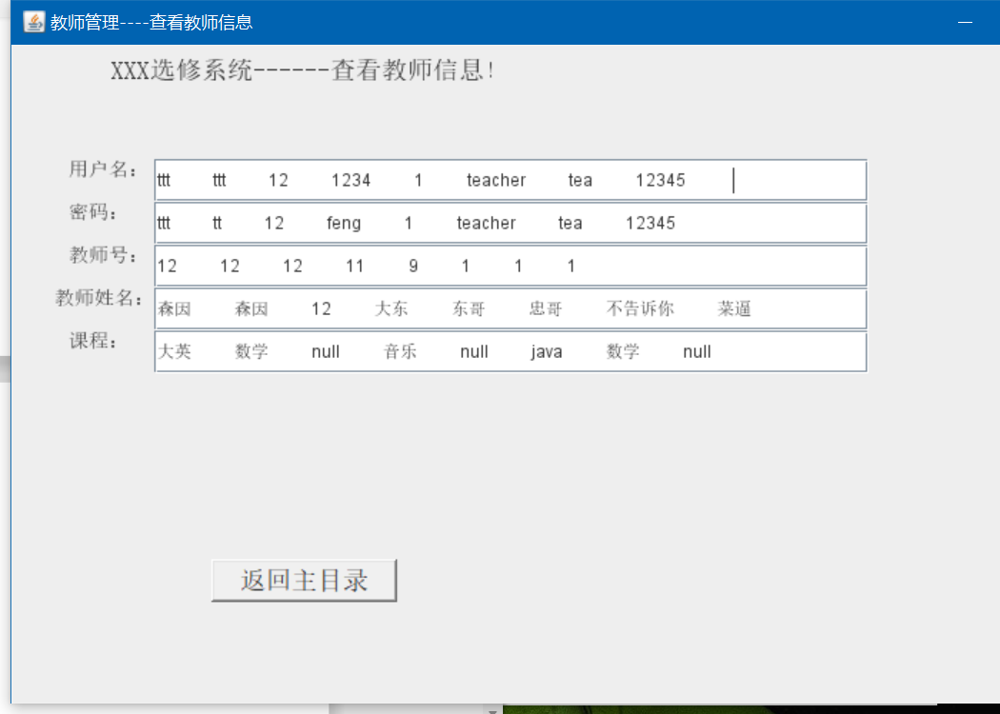 教师管理----查看教师信息
XXX选修系统------查看教师信息!
用户名: ttt ttt 12 1234 1 teacher tea 12345
密码: ttt tt 12 feng 1 teacher tea 12345
教师号: 12 12 12 11 9 1 1 1
教师姓名: 森因 森因 12 大东 东哥 忠哥 不告诉你 菜逼
课程: 大英 数学 null 音乐 null java 数学 null
返回主目录